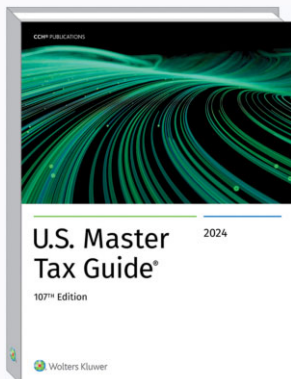 CCH® PUBLICATIONS
U.S. Master
Tax Guide®
2024
107TH Edition
Wolters Kluwer